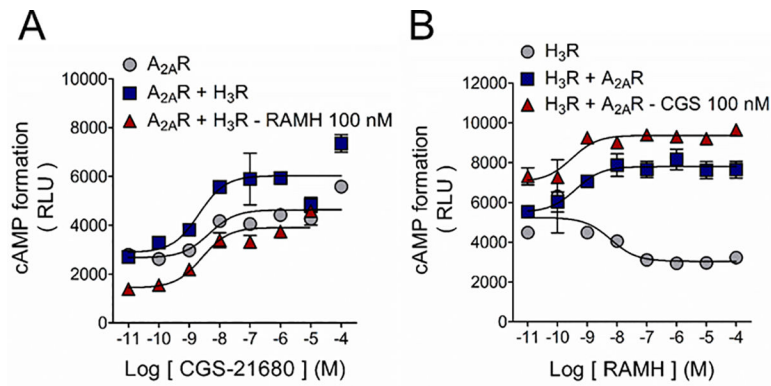 A
A2AR
A2AR + H3R
A2AR + H3R - RAMH 100 nM
cAMP formation
( RLU )
10000
8000
6000
4000
2000
0
-11 -10 -9 -8 -7 -6 -5 -4
Log [ CGS-21680 ] (M)
B
H3R
H3R + A2AR
H3R + A2AR - CGS 100 nM
cAMP formation
( RLU )
12000
10000
8000
6000
4000
2000
0
-11 -10 -9 -8 -7 -6 -5 -4
Log [ RAMH ] (M)